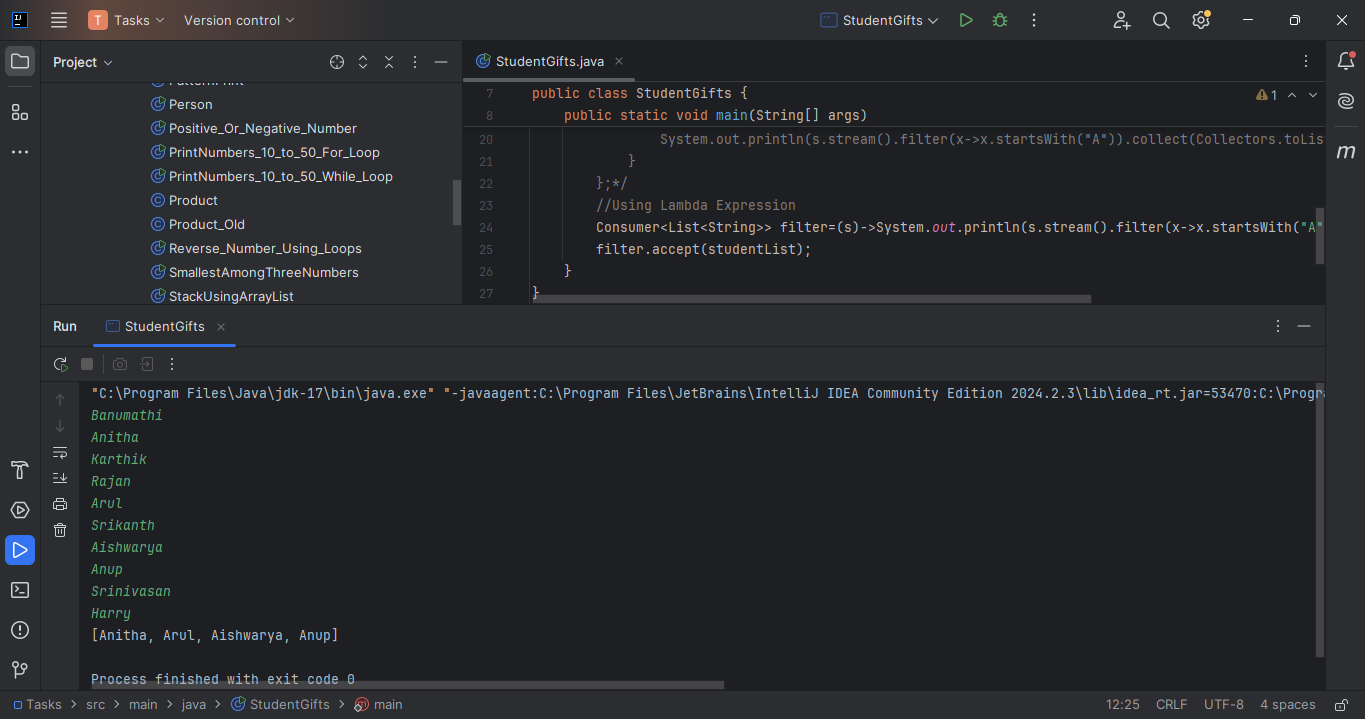 T Tasks Version control StudentGifts
Project
StudentGifts.java
PatternPrint
Person
Positive_Or_Negative_Number
PrintNumbers_10_to_50_For_Loop
PrintNumbers_10_to_50_While_Loop
Product
Product_Old
Reverse_Number_Using_Loops
SmallestAmongThreeNumbers
StackUsingArrayList
1
7 public class StudentGifts {
8 public static void main(String[] args)
20 System.out.println(s.stream().filter(x->x.startsWith("A")).collect(Collectors.toLis
21 }
22 };*/
23 //Using Lambda Expression
24 Consumer<List<String>> filter=(s)->System.out.println(s.stream().filter(x->x.startsWith("A"
25 filter.accept(studentList);
26 }
27 }
Run StudentGifts
"C:\Program Files\Java\jdk-17\bin\java.exe" "-javaagent:C:\Program Files\JetBrains\IntelliJ IDEA Community Edition 2024.2.3\lib\idea_rt.jar=53470:C:\Progra
Banumathi
Anitha
Karthik
Rajan
Arul
Srikanth
Aishwarya
Anup
Srinivasan
Harry
[Anitha, Arul, Aishwarya, Anup]
Process finished with exit code 0
Tasks > src > main > java > StudentGifts > main 12:25 CRLF UTF-8 4 spaces